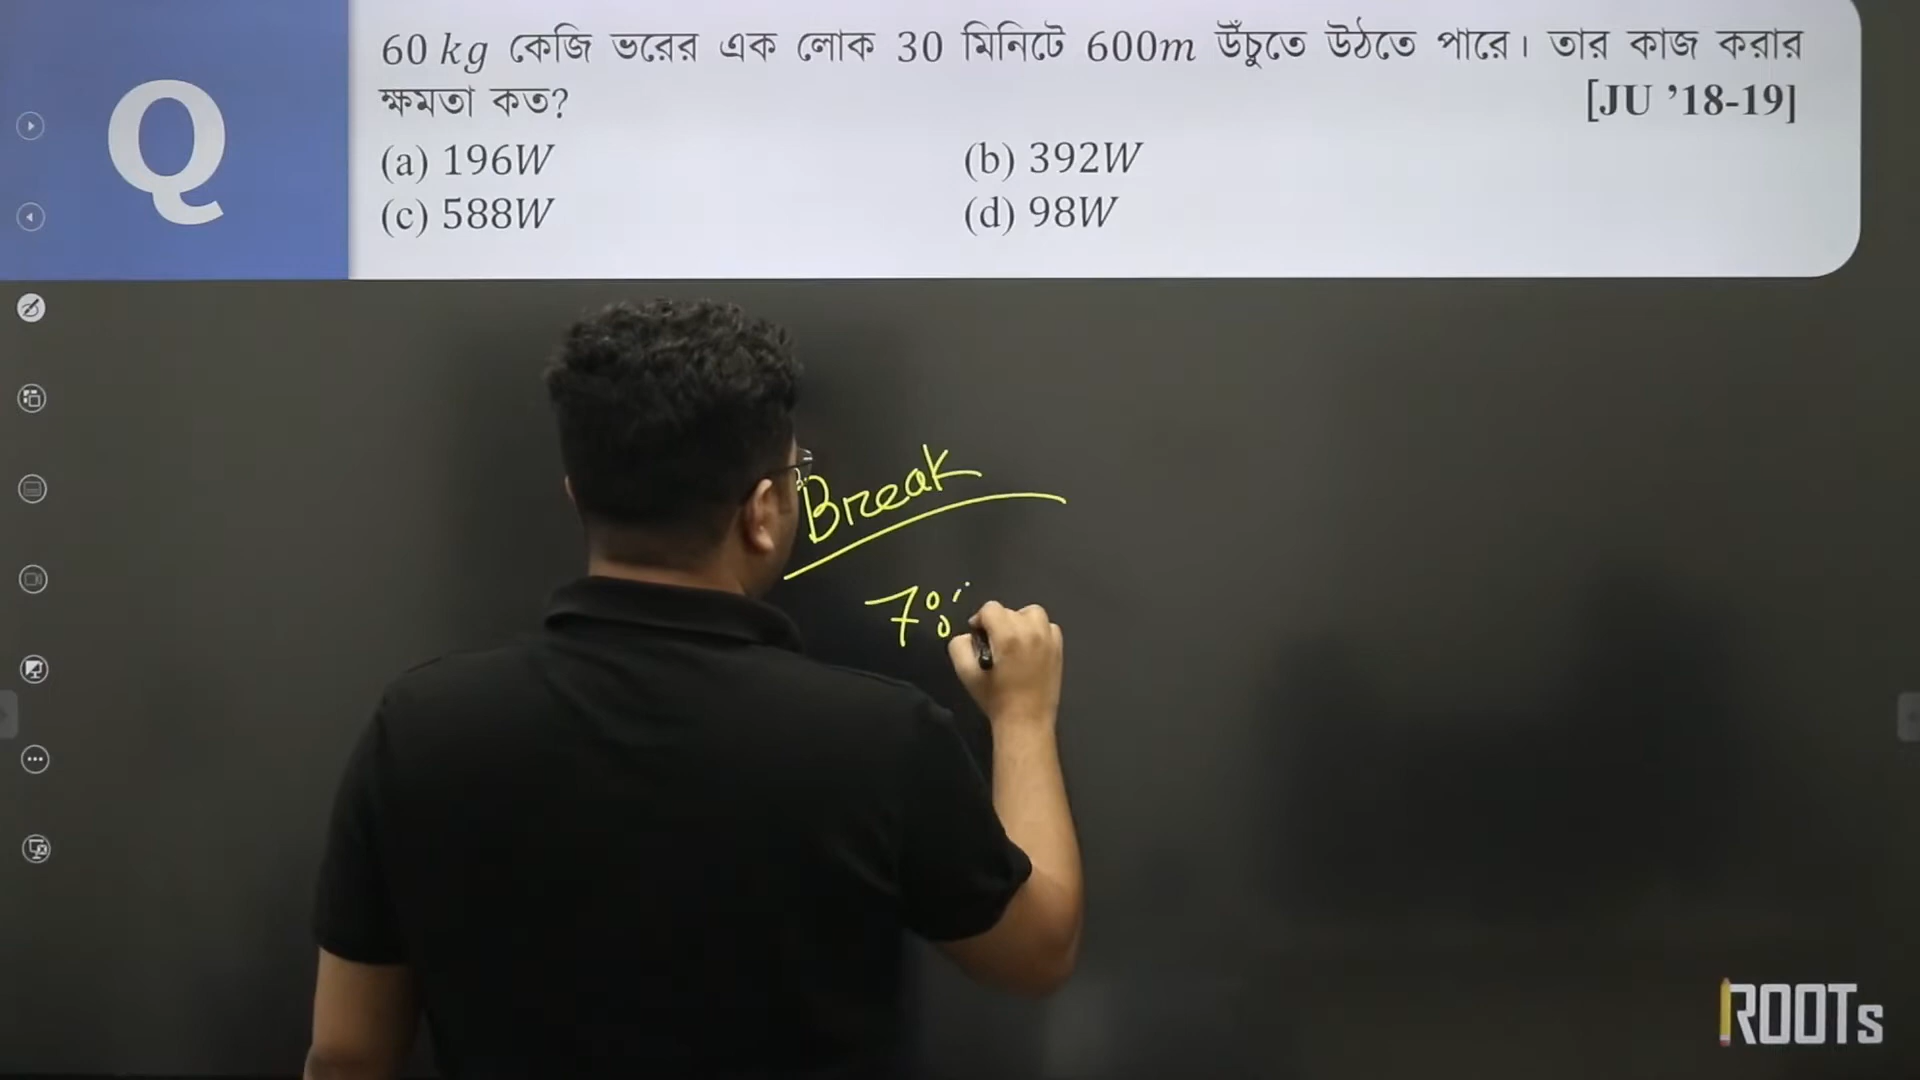 Q
60 kg কেজি ভরের এক লোক 30 মিনিটে 600m উঁচুতে উঠতে পারে। তার কাজ করার
ক্ষমতা কত? [JU ’18-19]
(a) 196W (b) 392W
(c) 588W (d) 98W
Break
7:
ROOTs